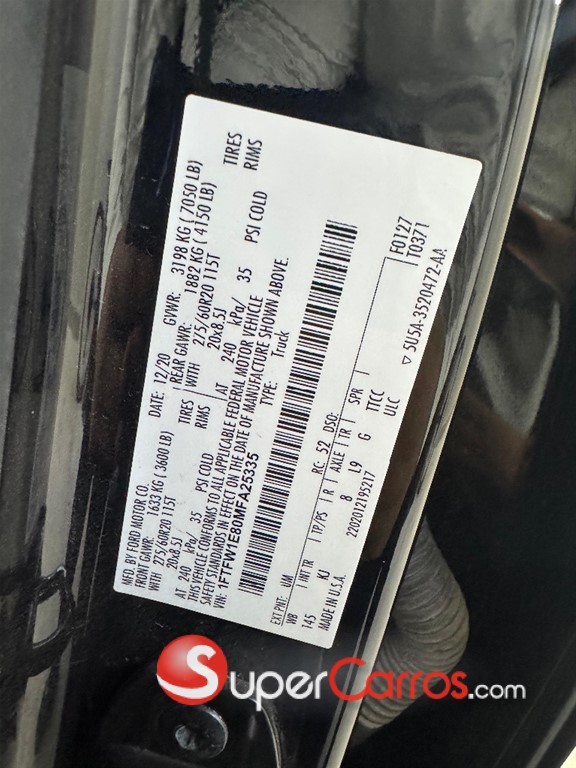 MFD. BY FORD MOTOR CO.
DATE: 12/20 GVWR: 3198 KG ( 7050 LB)
FRONT GAWR: 1633 KG ( 3600 LB) REAR GAWR: 1882 KG ( 4150 LB)
WITH 275/60R20 115T TIRES WITH 275/60R20 115T TIRES
20x8.5J RIMS 20x8.5J RIMS
AT 240 kPa/ 35 PSI COLD AT 240 kPa/ 35 PSI COLD
THIS VEHICLE CONFORMS TO ALL APPLICABLE FEDERAL MOTOR VEHICLE
SAFETY STANDARDS IN EFFECT ON THE DATE OF MANUFACTURE SHOWN ABOVE.
VIN: 1FTFW1E80MFA25335 TYPE: Truck
EXT PNT: UM RC: 52 DSO: F0127
WB INT TR TP/PS R AXLE TR SPR T0371
145 KJ 8 L9 G TTCC
MADE IN U.S.A. 2202012195217 ULC
▽ 5U5A-3520472-AA
SUPERCARROS.com